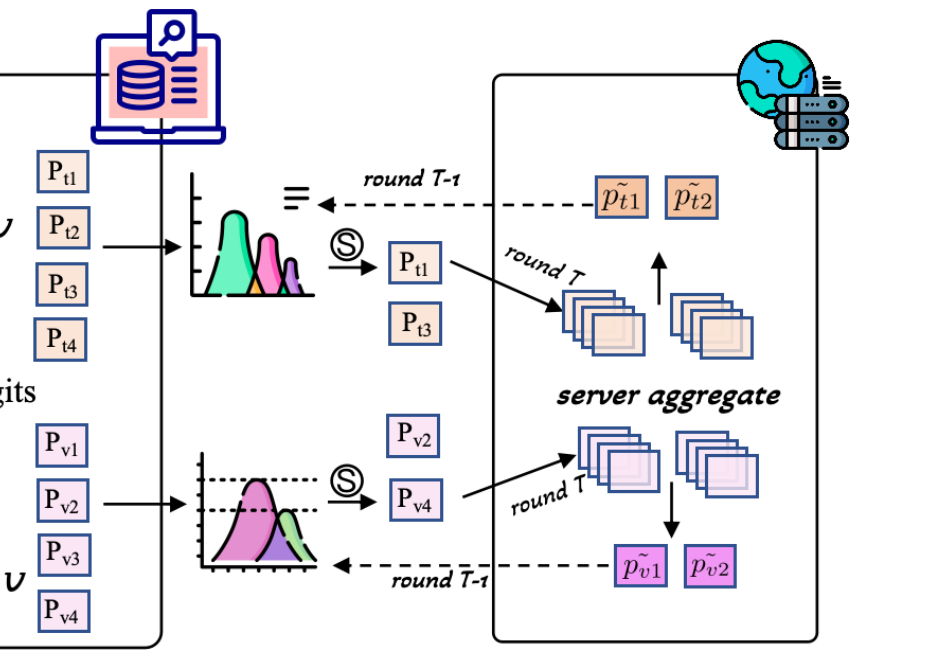 P_t1
P_t2
P_t3
P_t4
gits
P_v1
P_v2
P_v3
P_v4
v
round T-1
Ⓢ
P_t1
P_t3
round T
p̃_t1 p̃_t2
server aggregate
P_v2
Ⓢ
P_v4
round T
round T-1
p̃_v1 p̃_v2